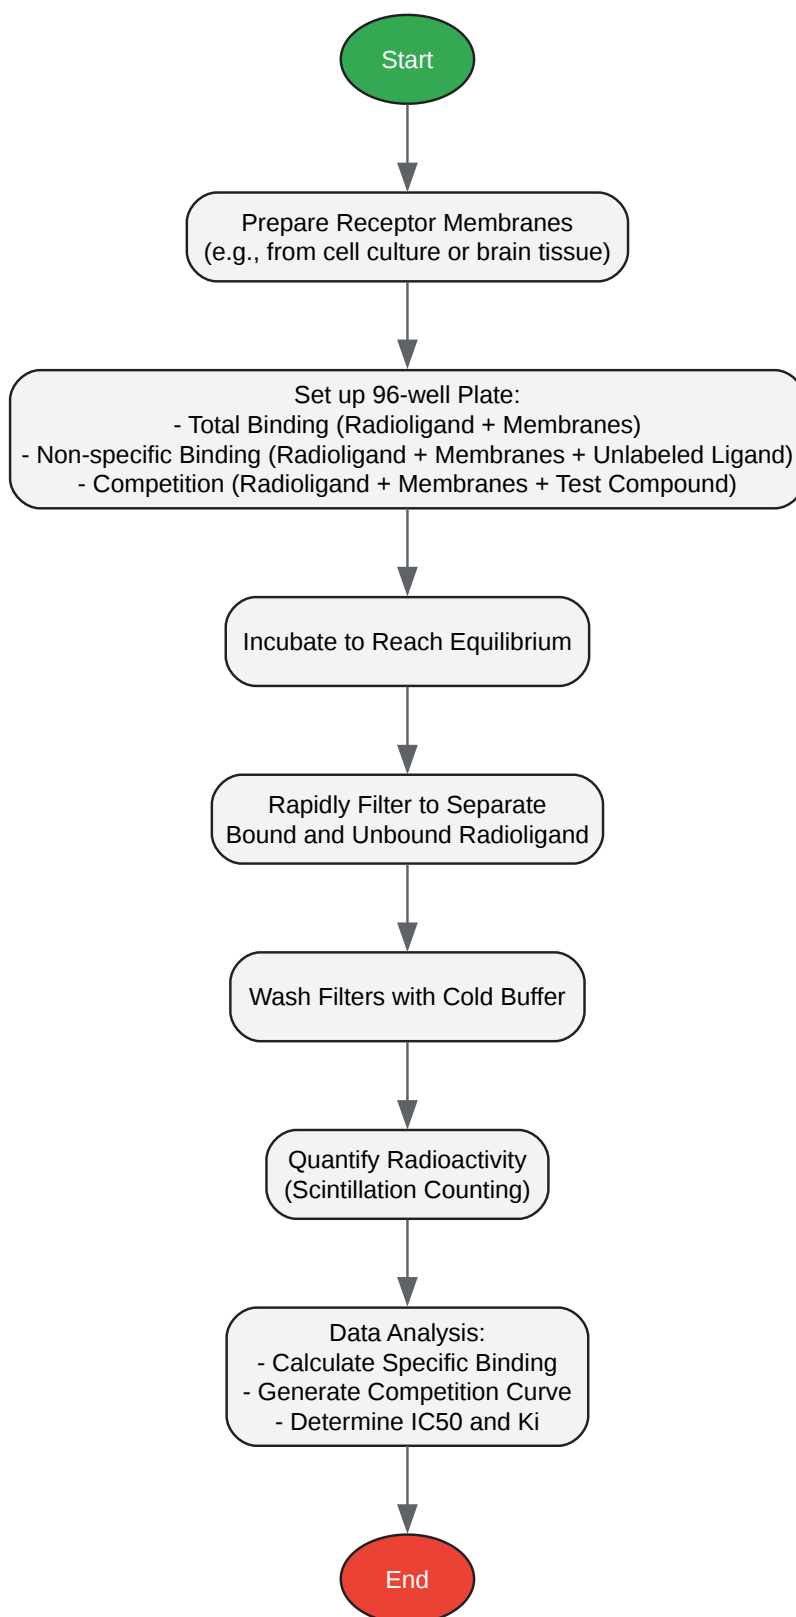 Start
Prepare Receptor Membranes
(e.g., from cell culture or brain tissue)
Set up 96-well Plate:
- Total Binding (Radioligand + Membranes)
- Non-specific Binding (Radioligand + Membranes + Unlabeled Ligand)
- Competition (Radioligand + Membranes + Test Compound)
Incubate to Reach Equilibrium
Rapidly Filter to Separate
Bound and Unbound Radioligand
Wash Filters with Cold Buffer
Quantify Radioactivity
(Scintillation Counting)
Data Analysis:
- Calculate Specific Binding
- Generate Competition Curve
- Determine IC50 and Ki
End